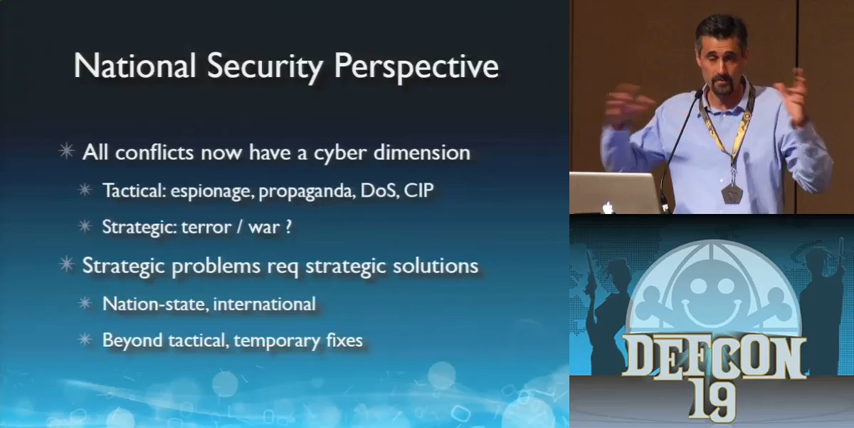 National Security Perspective
All conflicts now have a cyber dimension
Tactical: espionage, propaganda, DoS, CIP
Strategic: terror / war ?
Strategic problems req strategic solutions
Nation-state, international
Beyond tactical, temporary fixes
DEFCON
19